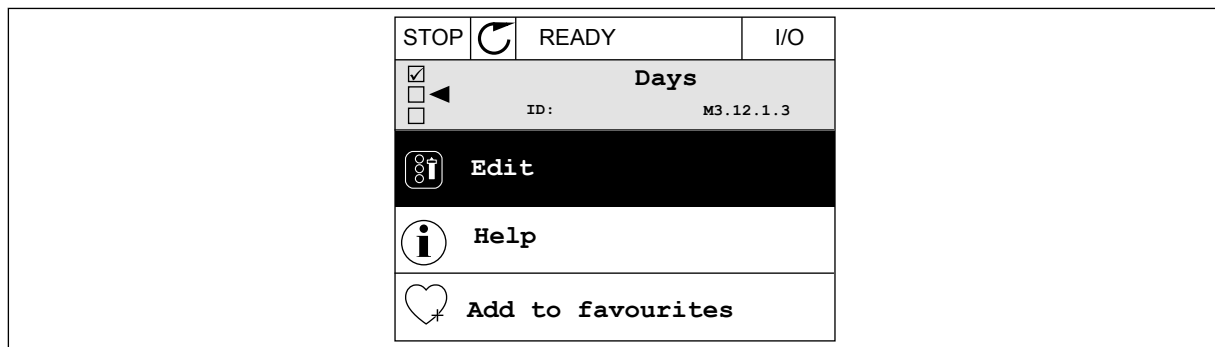 STOP READY I/O
Days
ID: M3.12.1.3
Edit
Help
Add to favourites